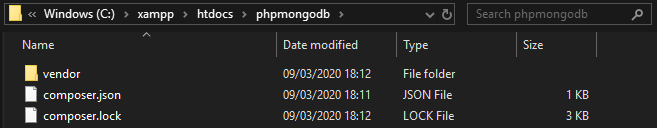 Windows (C:) › xampp › htdocs › phpmongodb › Search phpmongodb
Name Date modified Type Size
vendor 09/03/2020 18:12 File folder
composer.json 09/03/2020 18:11 JSON File 1 KB
composer.lock 09/03/2020 18:12 LOCK File 3 KB